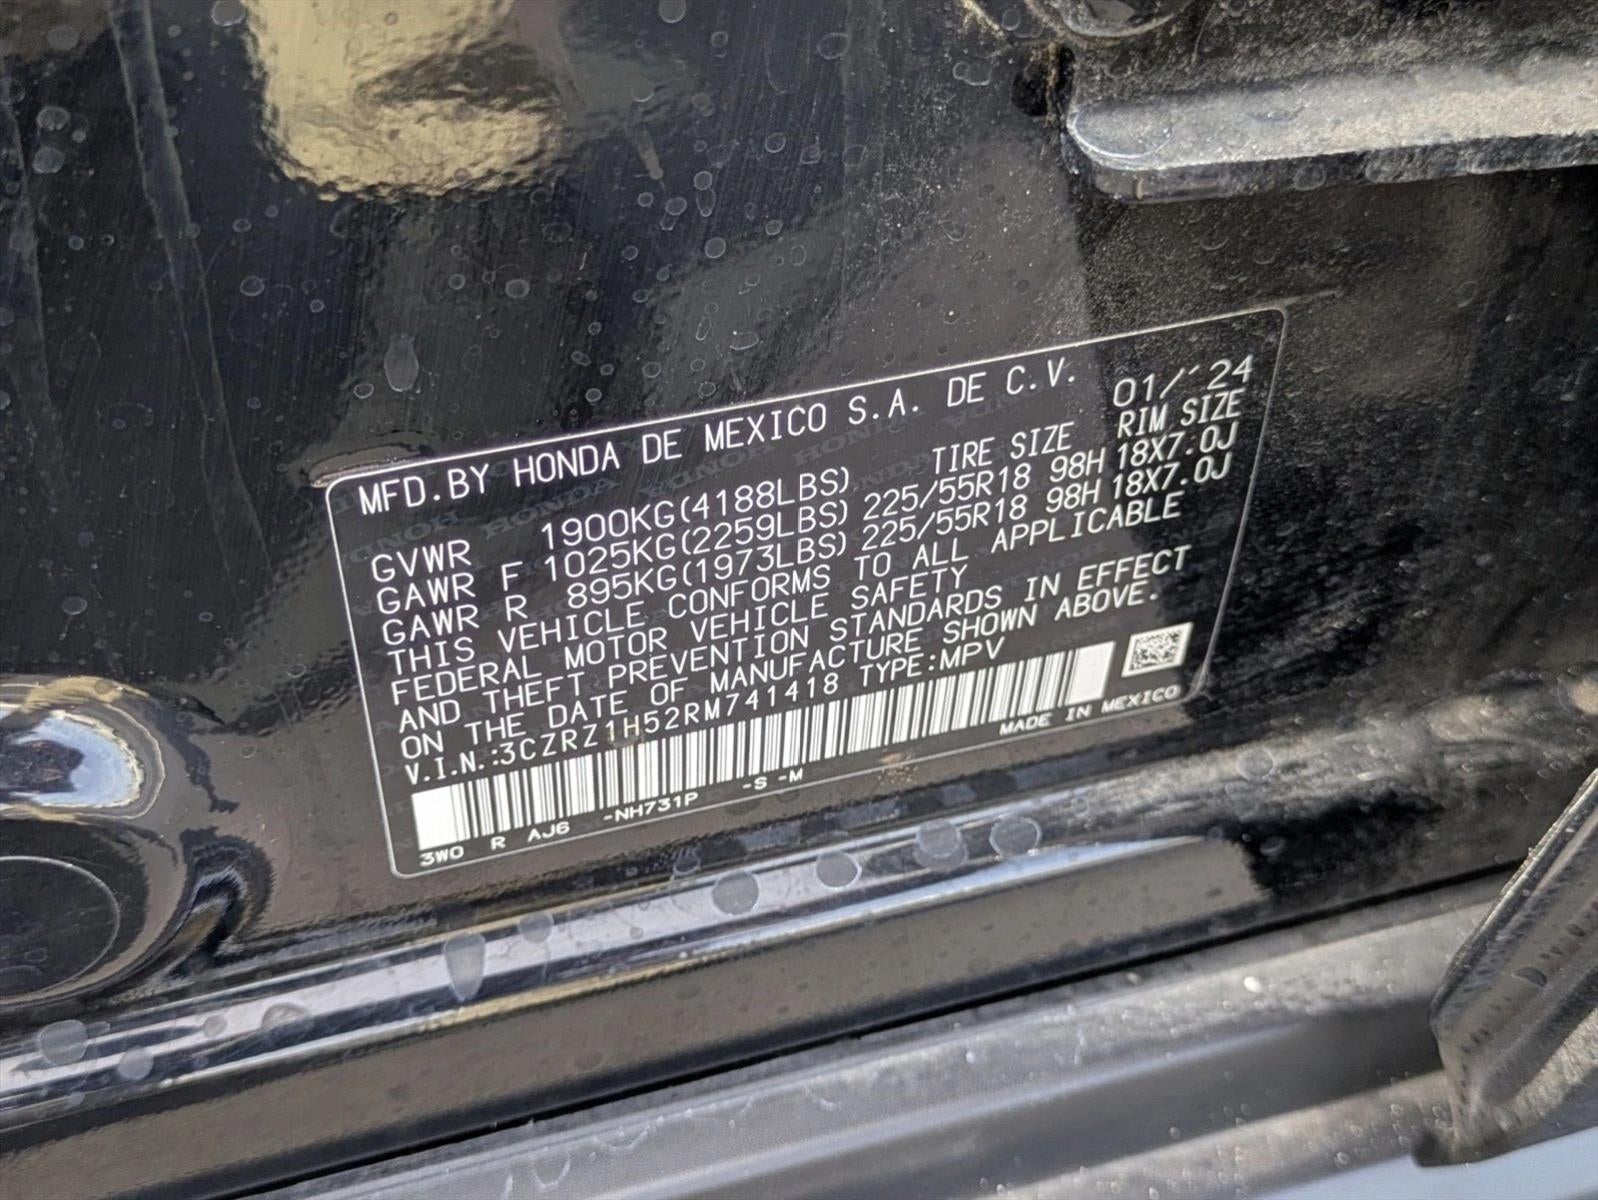 MFD.BY HONDA DE MEXICO S.A. DE C.V. 01/´24
TIRE SIZE RIM SIZE
GVWR 1900KG(4188LBS)
GAWR F 1025KG(2259LBS) 225/55R18 98H 18X7.0J
GAWR R 895KG(1973LBS) 225/55R18 98H 18X7.0J
THIS VEHICLE CONFORMS TO ALL APPLICABLE
FEDERAL MOTOR VEHICLE SAFETY
AND THEFT PREVENTION STANDARDS IN EFFECT
ON THE DATE OF MANUFACTURE SHOWN ABOVE.
V.I.N.:3CZRZ1H52RM741418 TYPE:MPV
MADE IN MEXICO
3W0 R AJ6 -NH731P -S -M